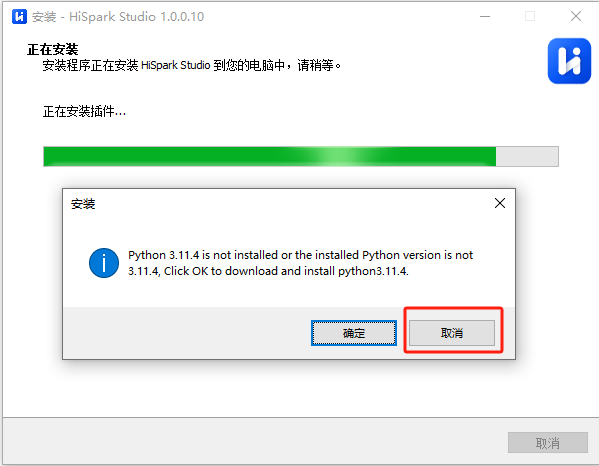 安装 - HiSpark Studio 1.0.0.10
正在安装
安装程序正在安装 HiSpark Studio 到您的电脑中，请稍等。
正在安装插件...
安装
Python 3.11.4 is not installed or the installed Python version is not
3.11.4, Click OK to download and install python3.11.4.
确定
取消
取消